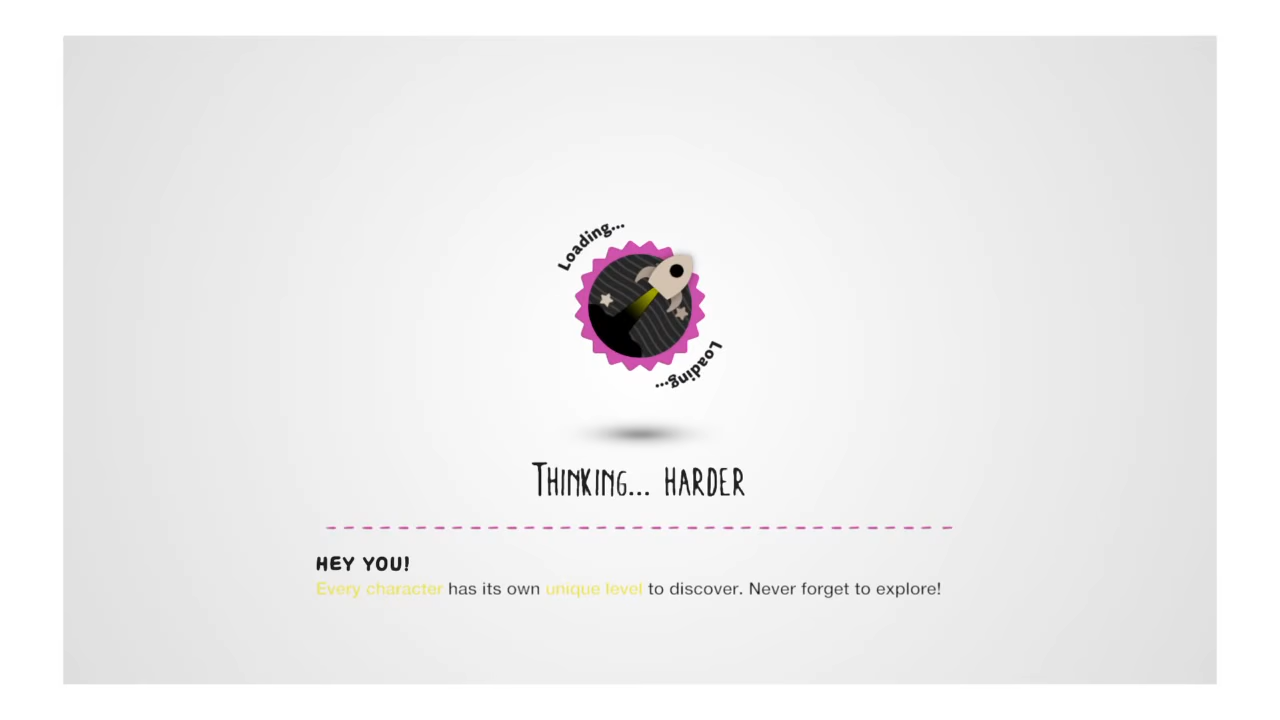 Loading...
Loading...
THINKING... HARDER
HEY YOU!
Every character has its own unique level to discover. Never forget to explore!